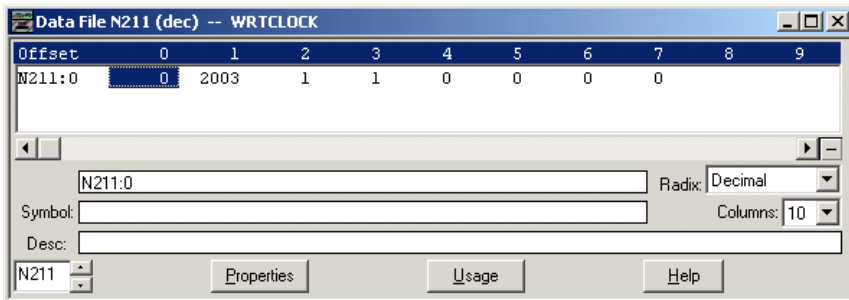 Data File N211 (dec) -- WRTCLOCK
Offset 0 1 2 3 4 5 6 7 8 9
N211:0 0 2003 1 1 0 0 0 0
N211:0 Radix: Decimal
Symbol: Columns: 10
Desc:
N211 Properties Usage Help